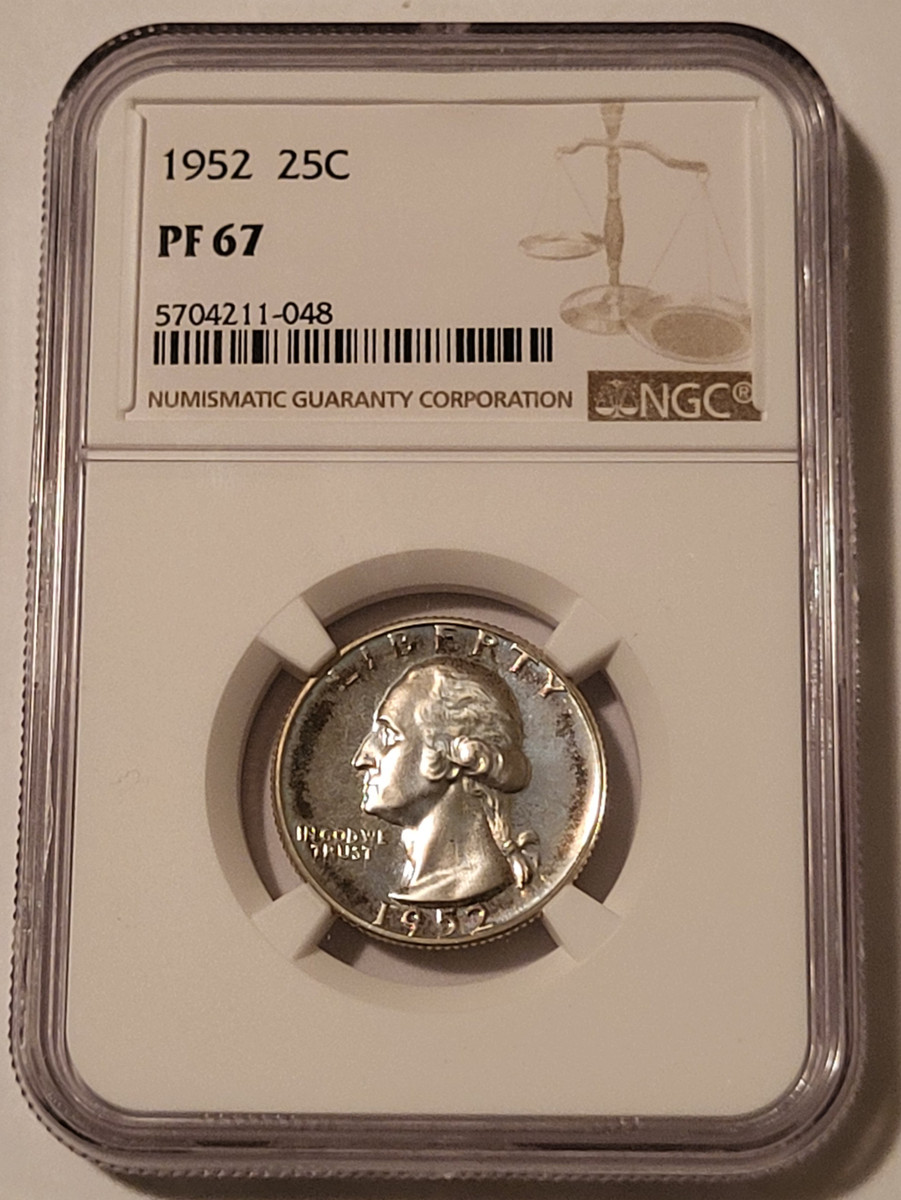 1952 25C
PF 67
5704211-048
NUMISMATIC GUARANTY CORPORATION NGC®
LIBERTY
IN GOD WE
TRUST
1952